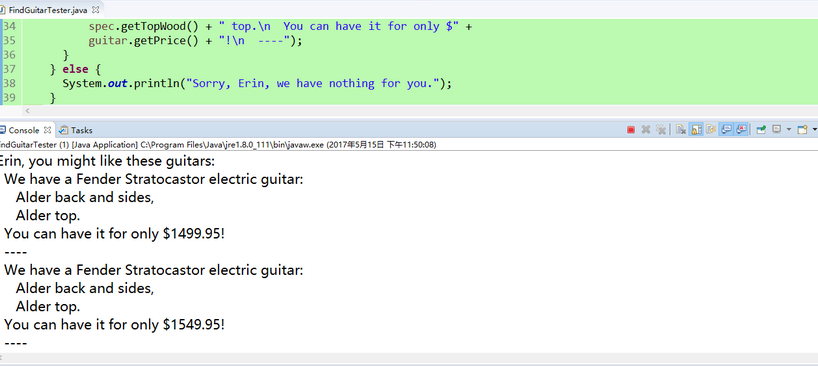 FindGuitarTester.java
34 spec.getTopWood() + " top.\n You can have it for only $" +
35 guitar.getPrice() + "!\n ----");
36 }
37 } else {
38 System.out.println("Sorry, Erin, we have nothing for you.");
39 }
Console Tasks
indGuitarTester (1) [Java Application] C:\Program Files\Java\jre1.8.0_111\bin\javaw.exe (2017年5月15日 下午11:50:08)
Erin, you might like these guitars:
We have a Fender Stratocastor electric guitar:
Alder back and sides,
Alder top.
You can have it for only $1499.95!
----
We have a Fender Stratocastor electric guitar:
Alder back and sides,
Alder top.
You can have it for only $1549.95!
----